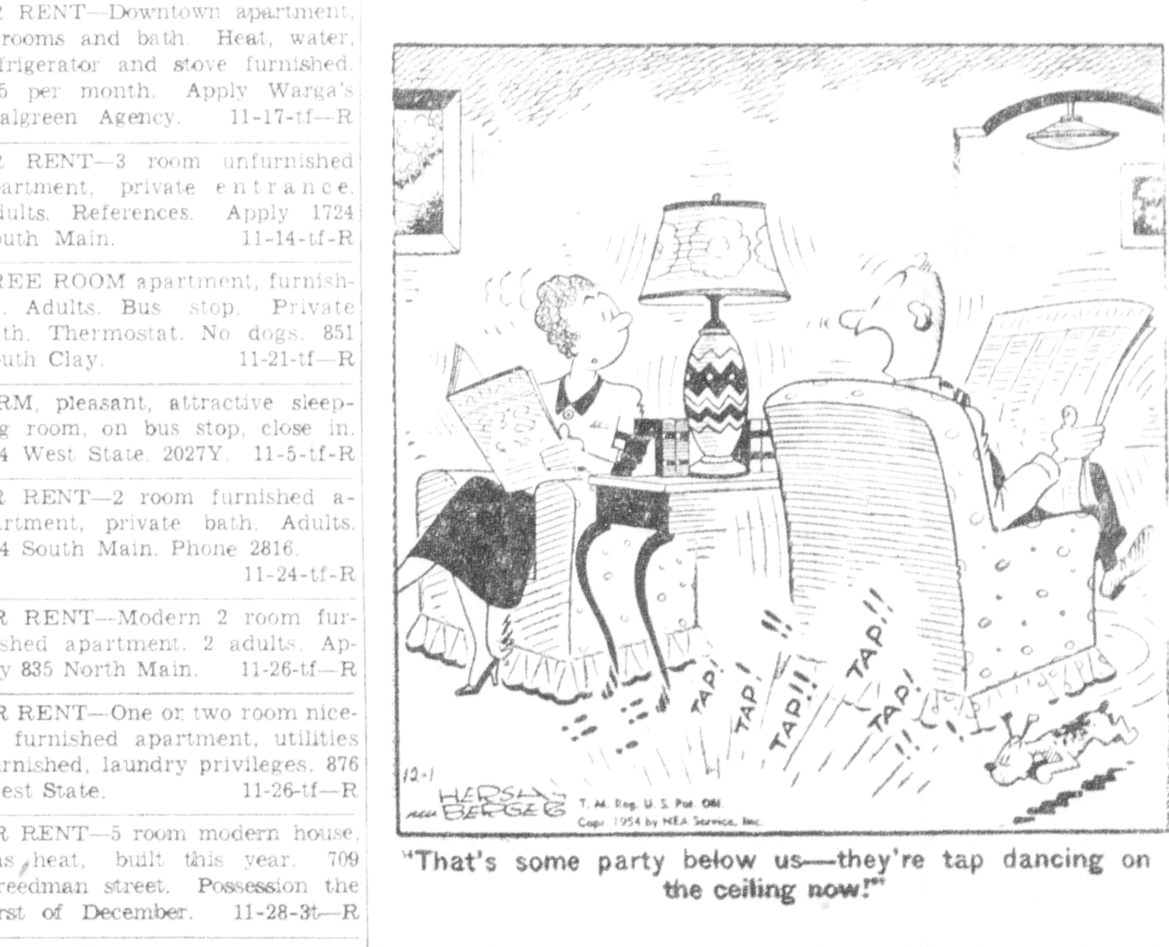 RENT—Downtown apartment,
rooms and bath. Heat, water,
frigerator and stove furnished.
per month. Apply Warga's
algreen Agency. 11-17-tf—R
RENT—3 room unfurnished
partment, private entrance.
dults. References. Apply 1724
outh Main. 11-14-tf-R
REE ROOM apartment, furnish-
. Adults. Bus stop. Private
th. Thermostat. No dogs. 851
outh Clay. 11-21-tf—R
RM, pleasant, attractive sleep-
g room, on bus stop, close in.
4 West State. 2027Y. 11-5-tf-R
R RENT—2 room furnished a-
artment, private bath. Adults.
4 South Main. Phone 2816.
11-24-tf-R
R RENT—Modern 2 room fur-
ished apartment. 2 adults. Ap-
y 835 North Main. 11-26-tf—R
R RENT—One or two room nice-
furnished apartment, utilities
urnished, laundry privileges. 876
est State. 11-26-tf—R
R RENT—5 room modern house,
as heat, built this year. 709
reedman street. Possession the
rst of December. 11-28-3t—R
TAP!
TAP!
TAP!!!
TAP!!
TAP!
!!
!!
!
12-1
HERSHBERGER
T. M. Reg. U. S. Pat. Off.
Copr. 1954 by NEA Service, Inc.
"That's some party below us—they're tap dancing on
the ceiling now!"